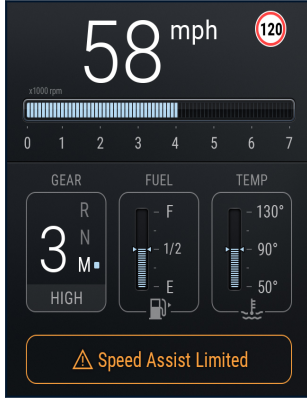 58 mph 120
x1000 rpm
0 1 2 3 4 5 6 7
GEAR FUEL TEMP
R F 130°
3 N 1/2 90°
M E 50°
HIGH
Speed Assist Limited